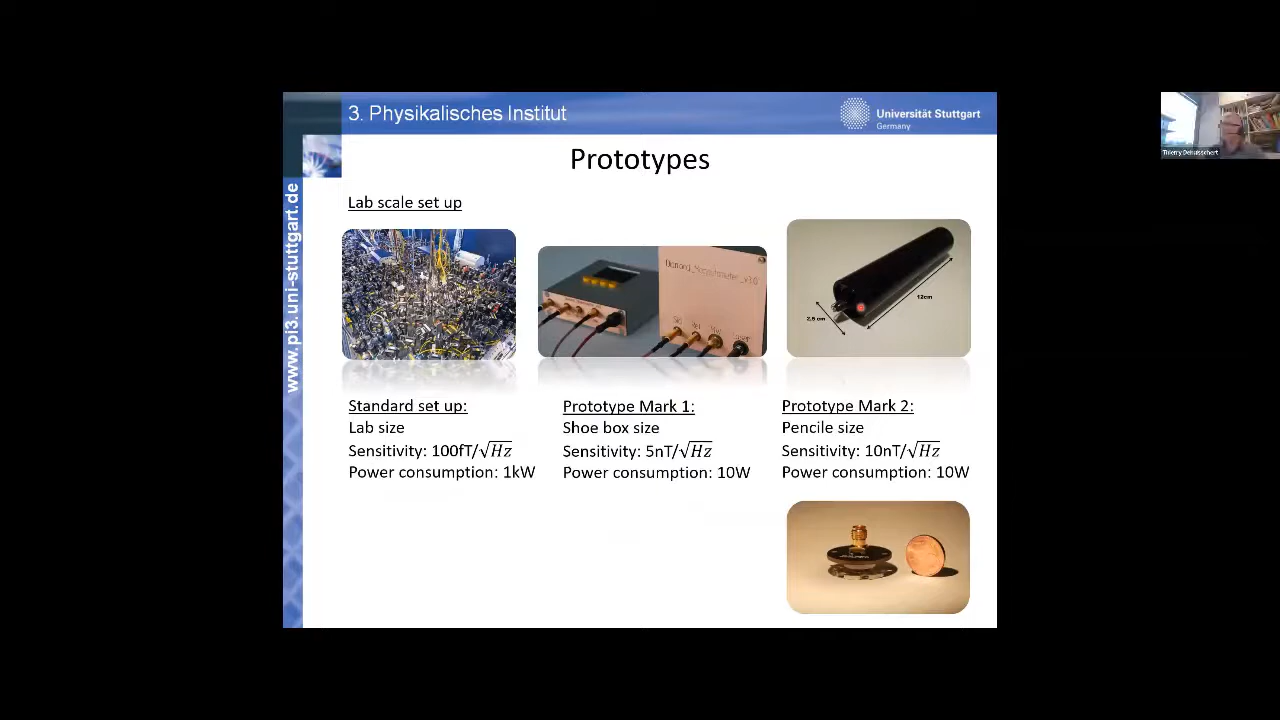 3. Physikalisches Institut
Universität Stuttgart
Germany
www.pi3.uni-stuttgart.de
Prototypes
Lab scale set up
12cm
2.5 cm
Standard set up:
Lab size
Sensitivity: 100fT/√Hz
Power consumption: 1kW
Prototype Mark 1:
Shoe box size
Sensitivity: 5nT/√Hz
Power consumption: 10W
Prototype Mark 2:
Pencile size
Sensitivity: 10nT/√Hz
Power consumption: 10W
Thierry